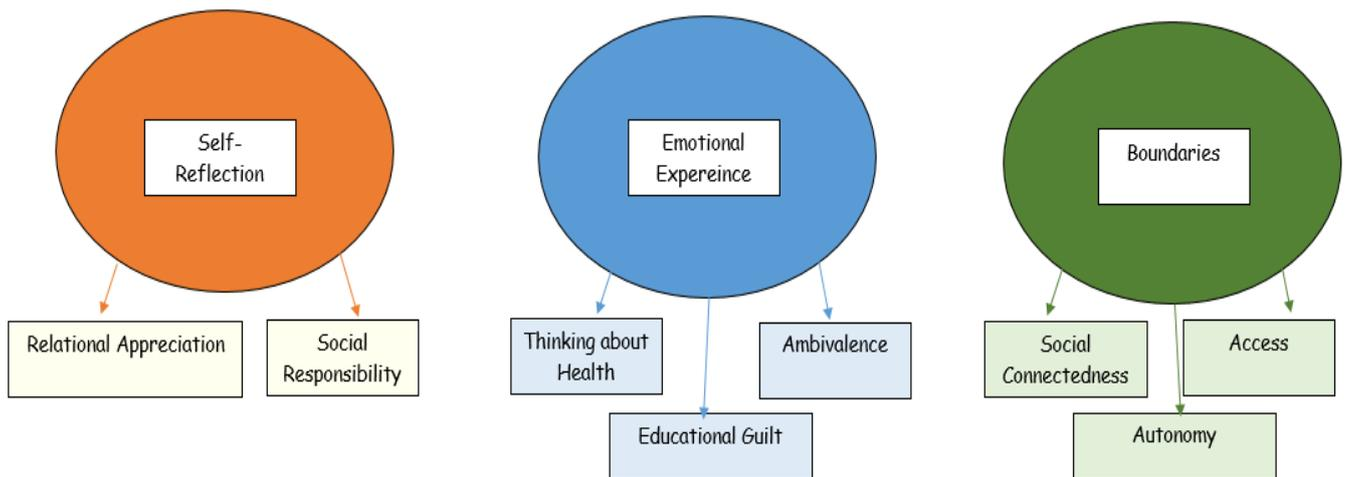 Self-
Reflection
Emotional
Expereince
Boundaries
Relational Appreciation
Social
Responsibility
Thinking about
Health
Ambivalence
Educational Guilt
Social
Connectedness
Access
Autonomy